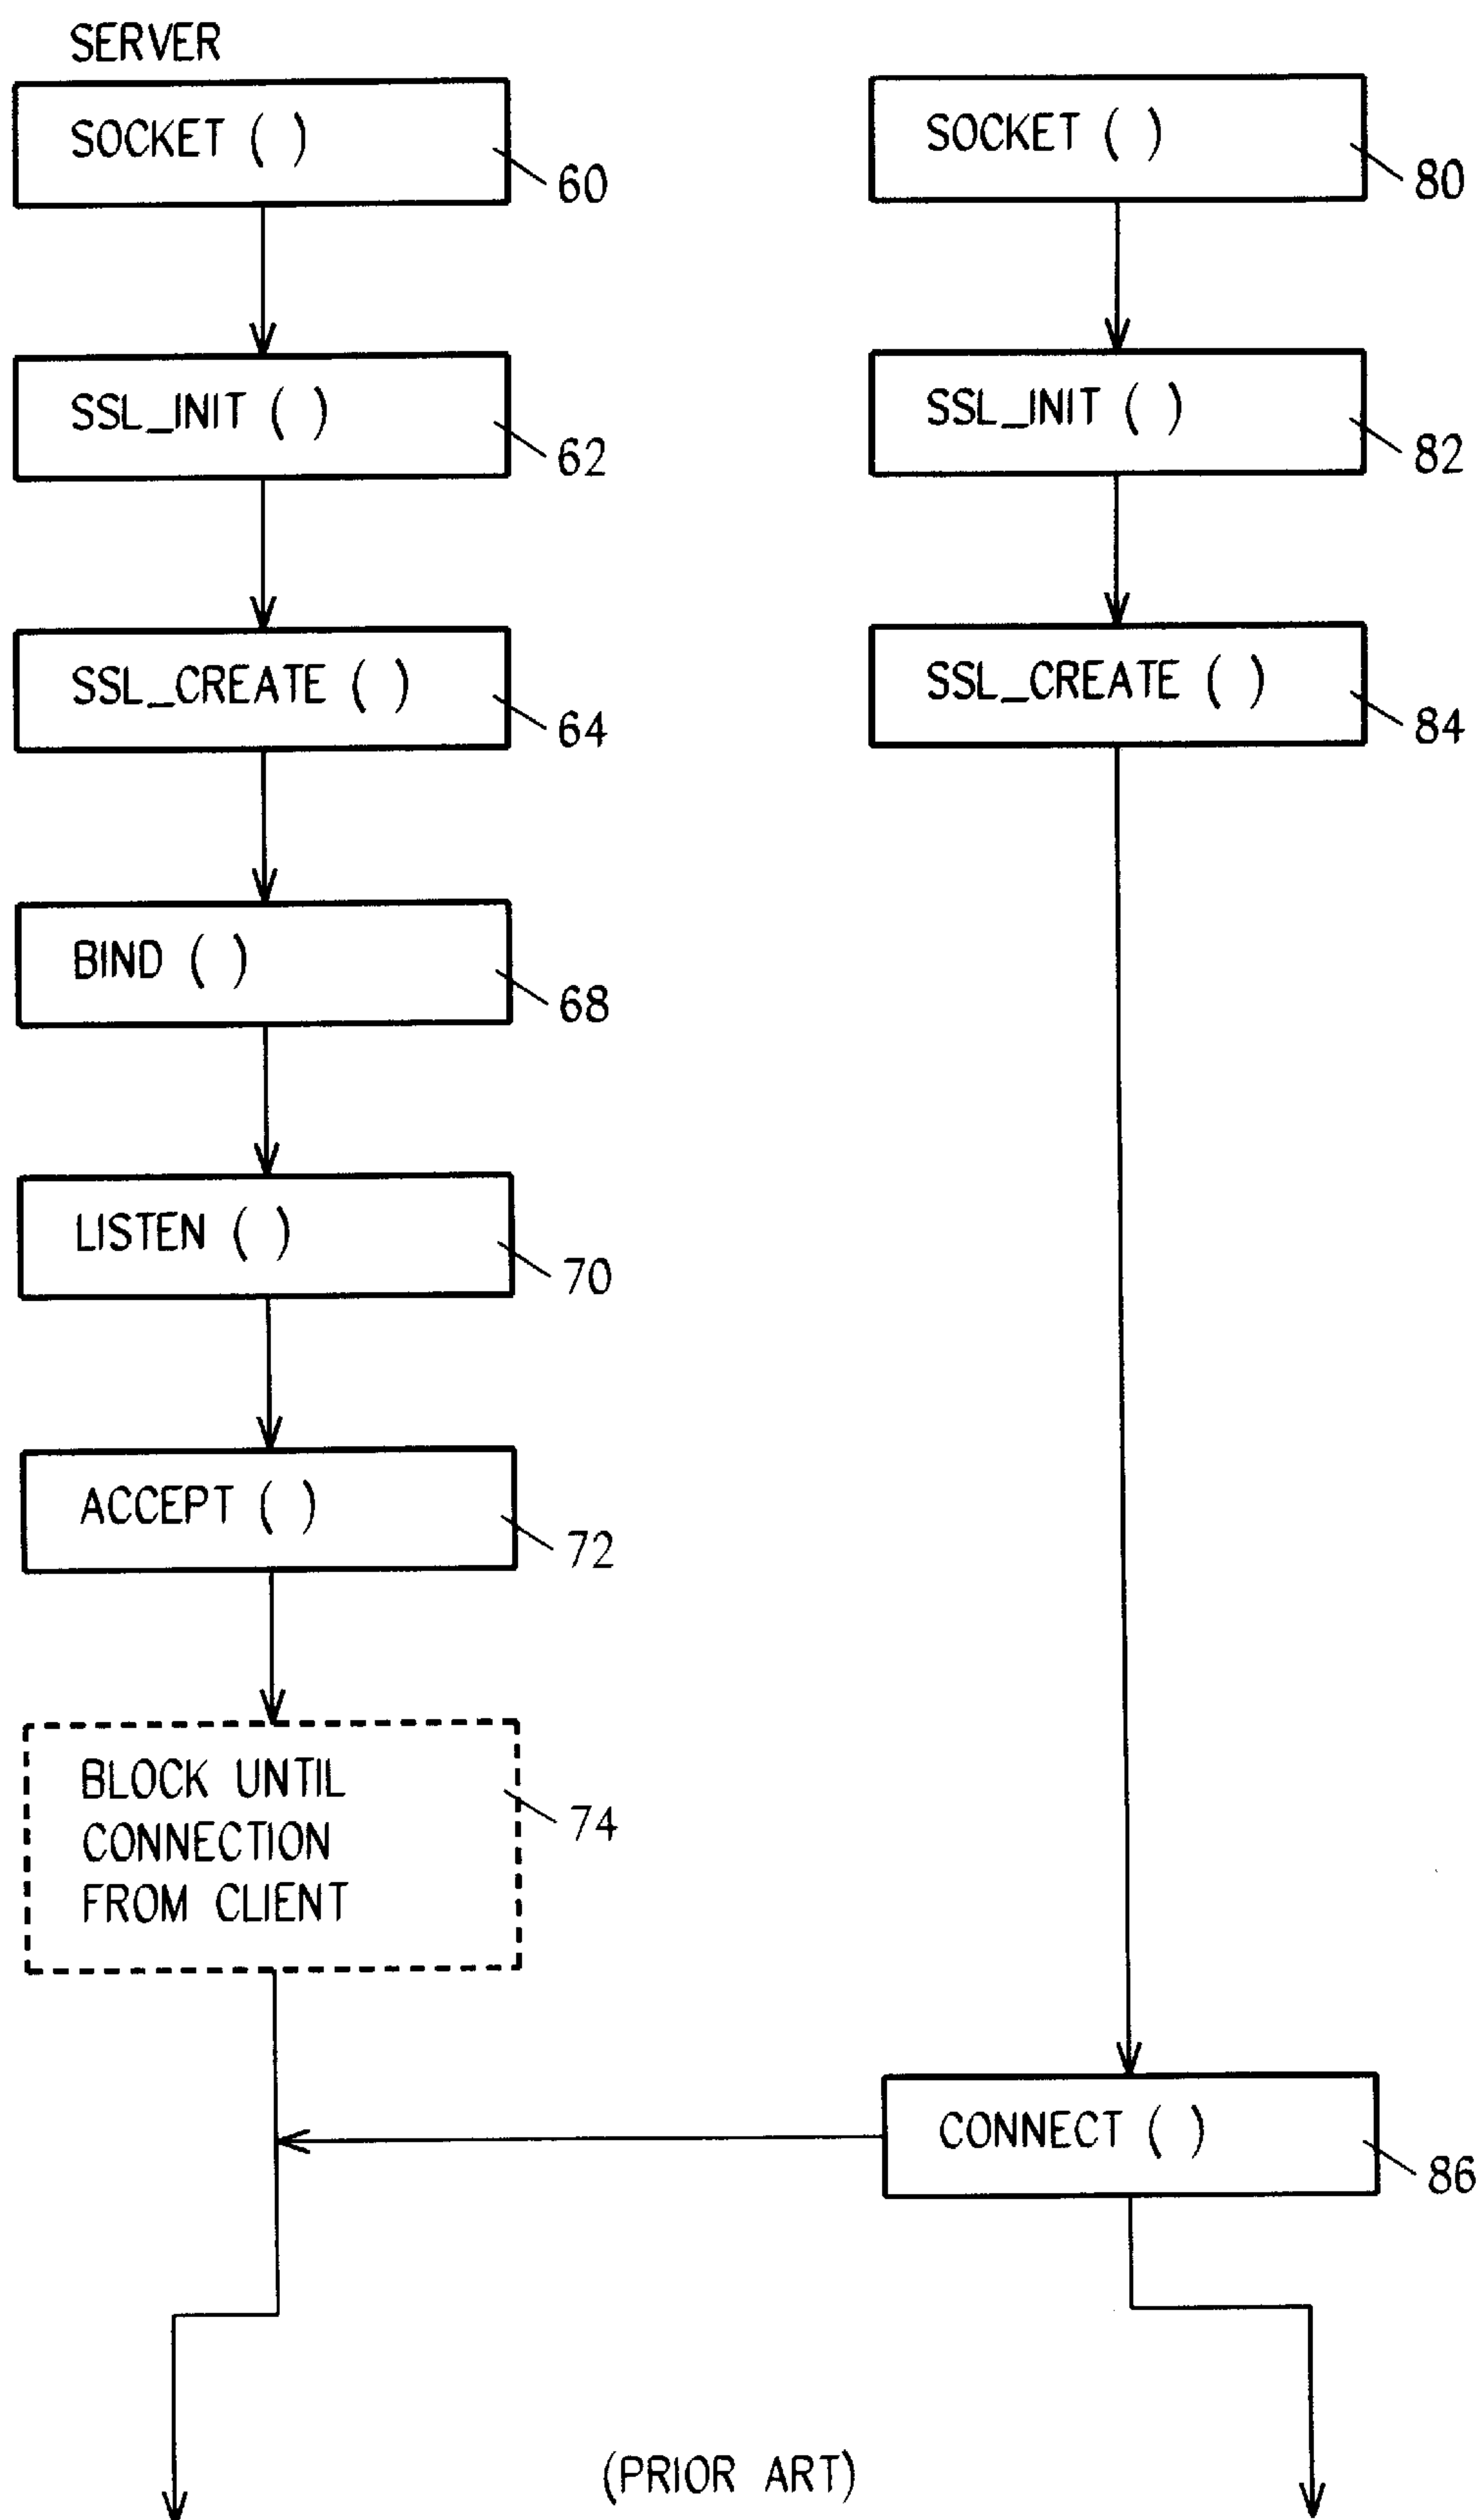 SERVER
SOCKET ( )
60
SSL_INIT ( )
62
SSL_CREATE ( )
64
BIND ( )
68
LISTEN ( )
70
ACCEPT ( )
72
BLOCK UNTIL
CONNECTION
FROM CLIENT
74
SOCKET ( )
80
SSL_INIT ( )
82
SSL_CREATE ( )
84
CONNECT ( )
86
(PRIOR ART)